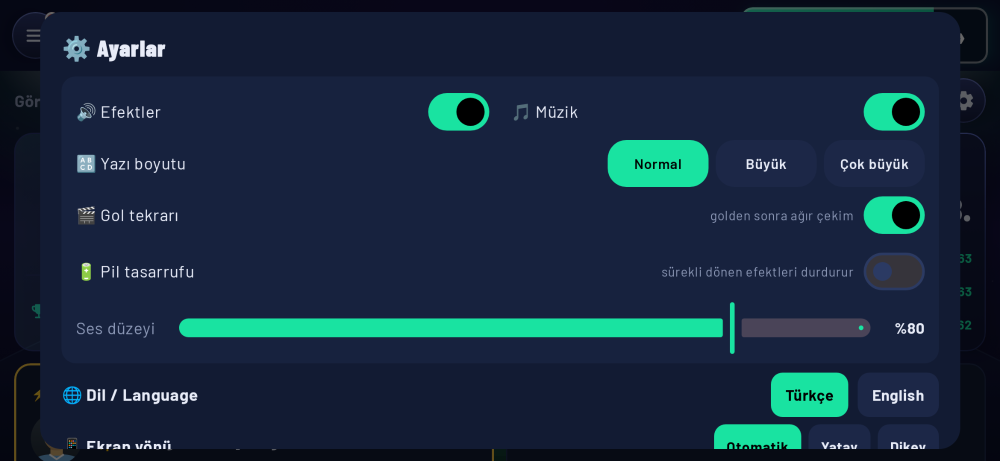 Ayarlar
Efektler
Müzik
Yazı boyutu
Normal Büyük Çok büyük
Gol tekrarı
golden sonra ağır çekim
Pil tasarrufu
sürekli dönen efektleri durdurur
Ses düzeyi
%80
Dil / Language
Türkçe English
Ekran yönü
Otomatik Yatay Dikey